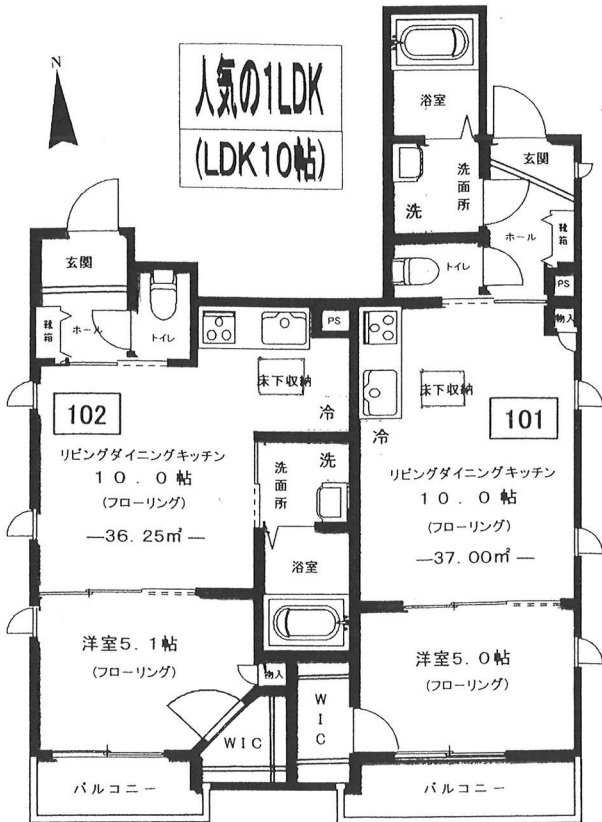 N
人気の1LDK
(LDK10帖)
浴室
玄関
洗面所
洗
ホール
靴箱
トイレ
PS
物入
玄関
靴箱
ホール
トイレ
PS
床下収納
冷
102
リビングダイニングキッチン
10.0帖
(フローリング)
―36.25㎡―
洗面所
洗
浴室
洋室5.1帖
(フローリング)
物入
WIC
バルコニー
床下収納
冷
101
リビングダイニングキッチン
10.0帖
(フローリング)
―37.00㎡―
洋室5.0帖
(フローリング)
WIC
バルコニー